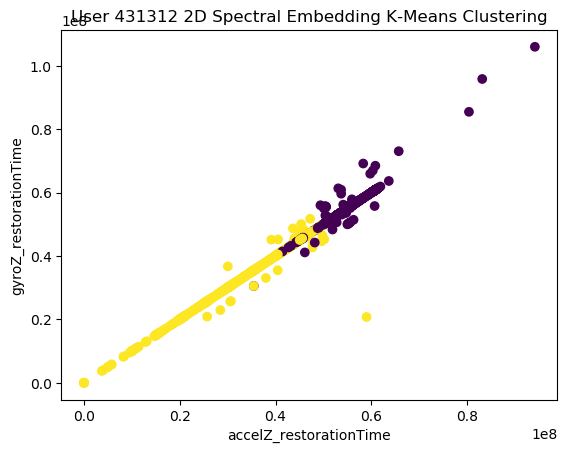 User 431312 2D Spectral Embedding K-Means Clustering
1e8
1.0
0.8
0.6
0.4
0.2
0.0
gyroZ_restorationTime
0.0 0.2 0.4 0.6 0.8
1e8
accelZ_restorationTime